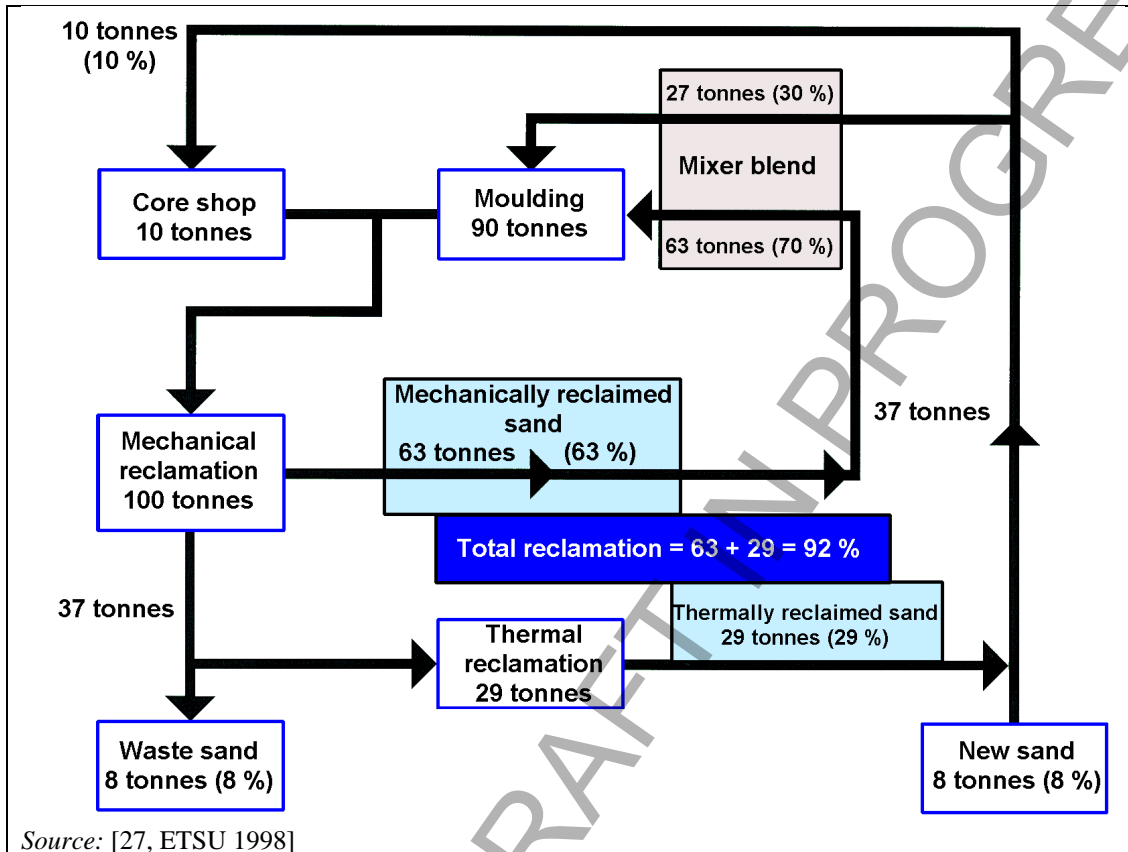 10 tonnes
(10 %)
27 tonnes (30 %)
Mixer blend
63 tonnes (70 %)
Core shop
10 tonnes
Moulding
90 tonnes
Mechanically reclaimed
sand
63 tonnes (63 %)
37 tonnes
Mechanical
reclamation
100 tonnes
Total reclamation = 63 + 29 = 92 %
37 tonnes
Thermal
reclamation
29 tonnes
Thermally reclaimed sand
29 tonnes (29 %)
Waste sand
8 tonnes (8 %)
New sand
8 tonnes (8 %)
Source: [27, ETSU 1998]
RAFT IN PROGRE